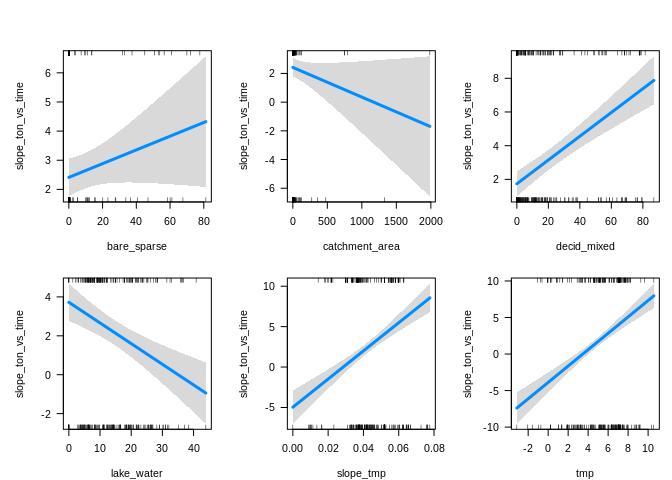 slope_ton_vs_time
6
5
4
3
2
0 20 40 60 80
bare_sparse
slope_ton_vs_time
2
0
-2
-4
-6
0 500 1000 1500 2000
catchment_area
slope_ton_vs_time
8
6
4
2
0 20 40 60 80
decid_mixed
slope_ton_vs_time
4
2
0
-2
0 10 20 30 40
lake_water
slope_ton_vs_time
10
5
0
-5
0.00 0.02 0.04 0.06 0.08
slope_tmp
slope_ton_vs_time
10
5
0
-5
-10
-2 0 2 4 6 8 10
tmp